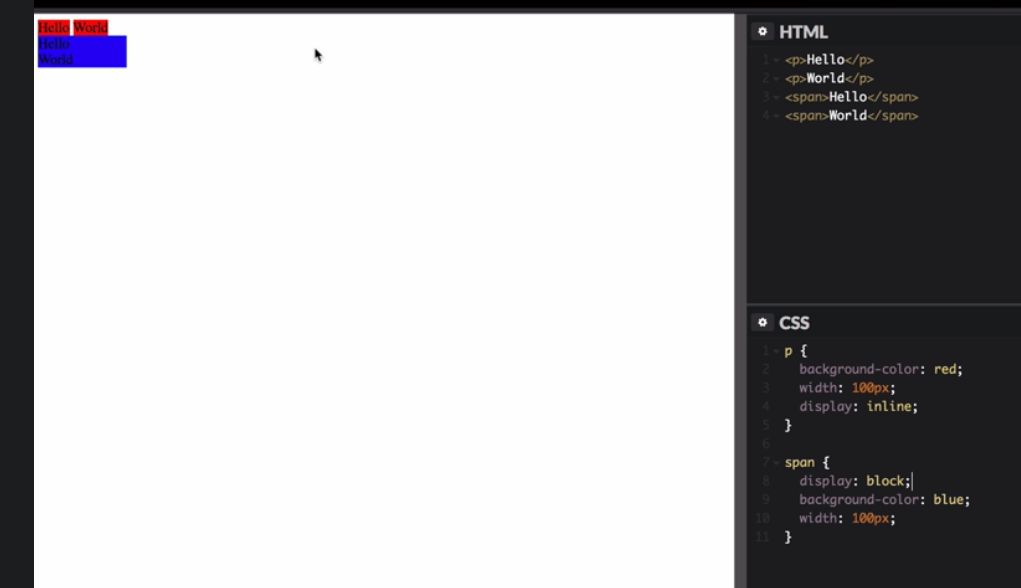 Hello World
Hello
World
HTML
1 <p>Hello</p>
2 <p>World</p>
3 <span>Hello</span>
4 <span>World</span>
CSS
1 p {
2 background-color: red;
3 width: 100px;
4 display: inline;
5 }
6
7 span {
8 display: block;
9 background-color: blue;
10 width: 100px;
11 }